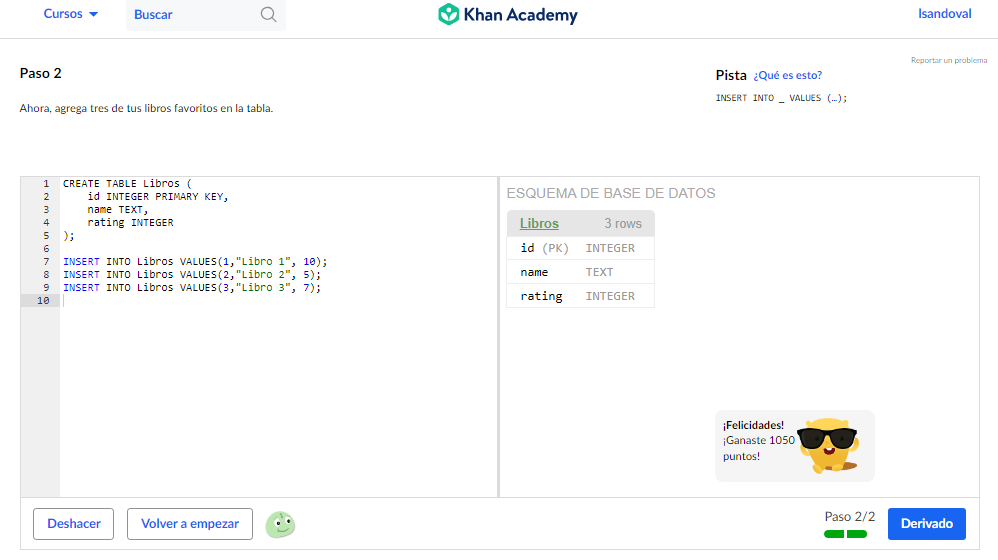 Cursos
Buscar
Khan Academy
lsandoval
Reportar un problema
Paso 2
Ahora, agrega tres de tus libros favoritos en la tabla.
Pista ¿Qué es esto?
INSERT INTO _ VALUES (…);
1 CREATE TABLE Libros (
2 id INTEGER PRIMARY KEY,
3 name TEXT,
4 rating INTEGER
5 );
6
7 INSERT INTO Libros VALUES(1,"Libro 1", 10);
8 INSERT INTO Libros VALUES(2,"Libro 2", 5);
9 INSERT INTO Libros VALUES(3,"Libro 3", 7);
10
ESQUEMA DE BASE DE DATOS
Libros 3 rows
id (PK) INTEGER
name TEXT
rating INTEGER
¡Felicidades!
¡Ganaste 1050
puntos!
Deshacer
Volver a empezar
Paso 2/2
Derivado